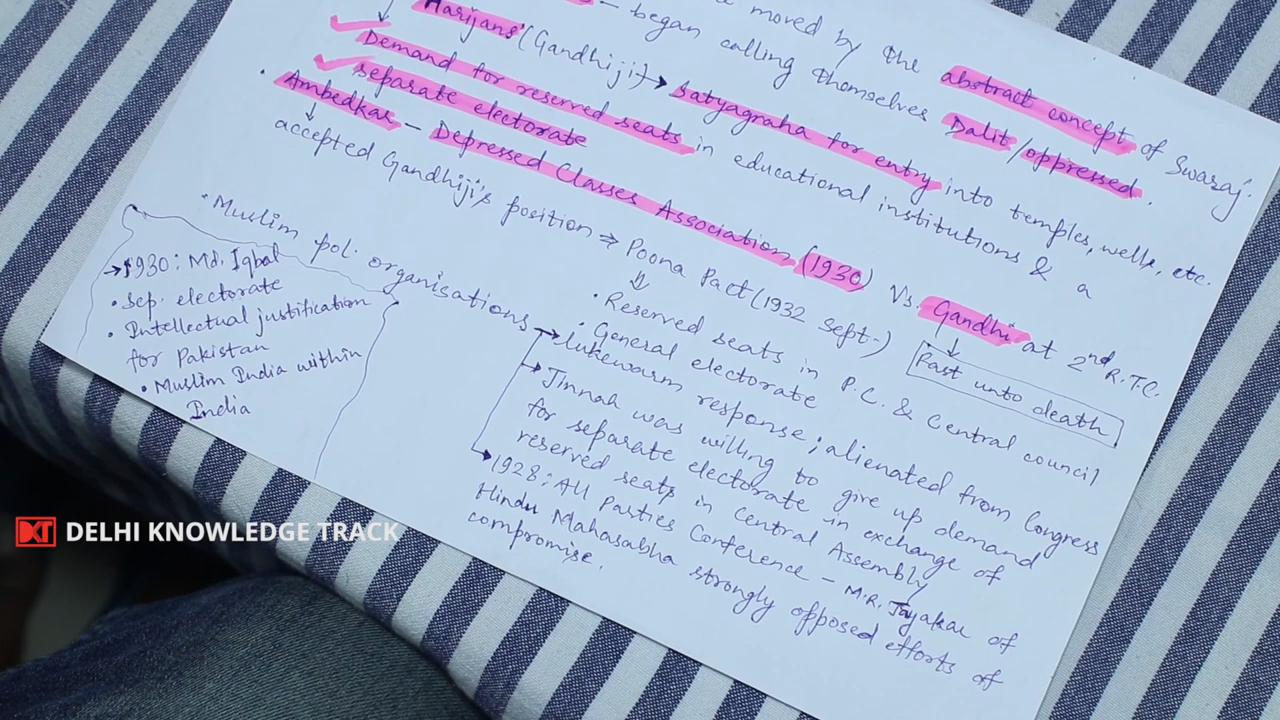 moved by the abstract concept of Swaraj.
– began calling themselves Dalit/oppressed.
'Harijans' (Gandhiji) → satyagraha for entry into temples, wells, etc.
Demand for reserved seats in educational institutions & a
separate electorate
• Ambedkar – Depressed Classes Association (1930) Vs. Gandhi at 2nd R.T.C.
Fast unto death
accepted Gandhiji's position ⇒ Poona Pact (1932 Sept.)
• Reserved seats in P.C. & Central council
• General electorate
• Muslim pol. organisations → lukewarm response; alienated from Congress
→ Jinnah was willing to give up demand
for separate electorate in exchange of
reserved seats in Central Assembly
→ 1928: All Parties Conference – M.R. Jayakar of
Hindu Mahasabha strongly opposed efforts of
compromise.
→ 1930: Md. Iqbal
• sep. electorate
• Intellectual justification
for Pakistan
• Muslim India within
India
DKT DELHI KNOWLEDGE TRACK